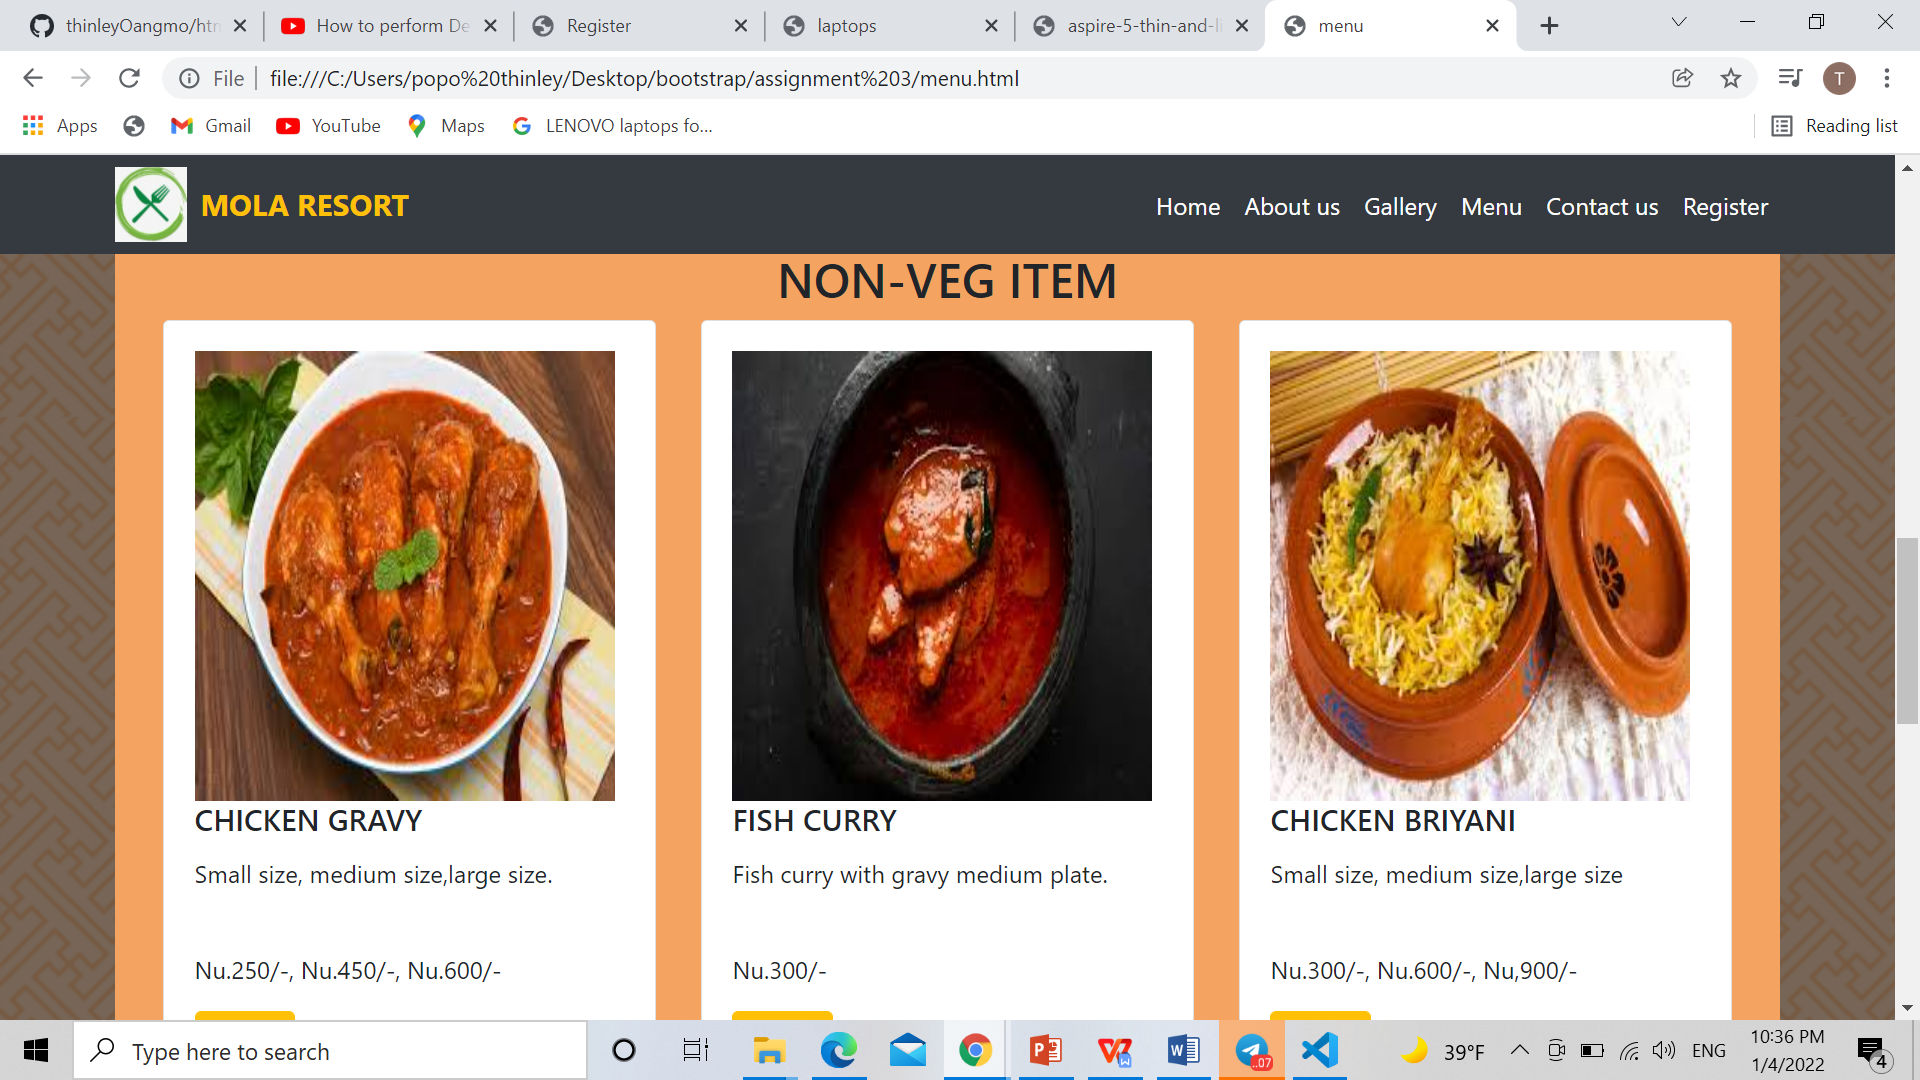 thinleyOangmo/htm
How to perform De
Register
laptops
aspire-5-thin-and-li
menu
File
file:///C:/Users/popo%20thinley/Desktop/bootstrap/assignment%203/menu.html
T
Apps
Gmail
YouTube
Maps
LENOVO laptops fo...
Reading list
MOLA RESORT
Home
About us
Gallery
Menu
Contact us
Register
NON-VEG ITEM
CHICKEN GRAVY
Small size, medium size,large size.
Nu.250/-, Nu.450/-, Nu.600/-
FISH CURRY
Fish curry with gravy medium plate.
Nu.300/-
CHICKEN BRIYANI
Small size, medium size,large size
Nu.300/-, Nu.600/-, Nu,900/-
Type here to search
..07
39°F
ENG
10:36 PM
1/4/2022
4